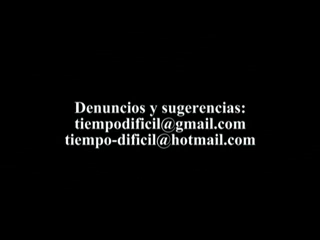 Denuncios y sugerencias:
tiempodificil@gmail.com
tiempo-dificil@hotmail.com